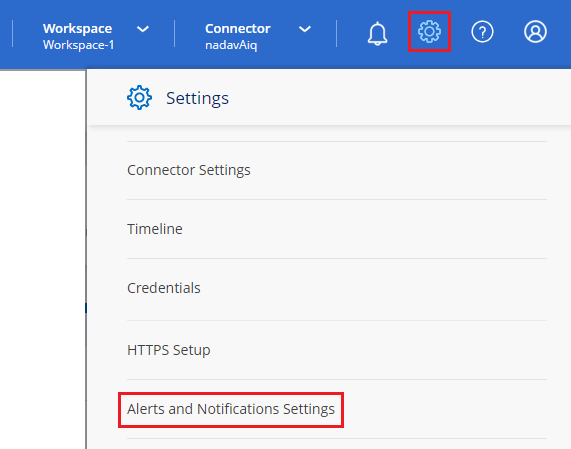 Workspace
Workspace-1
Connector
nadavAiq
Settings
Connector Settings
Timeline
Credentials
HTTPS Setup
Alerts and Notifications Settings